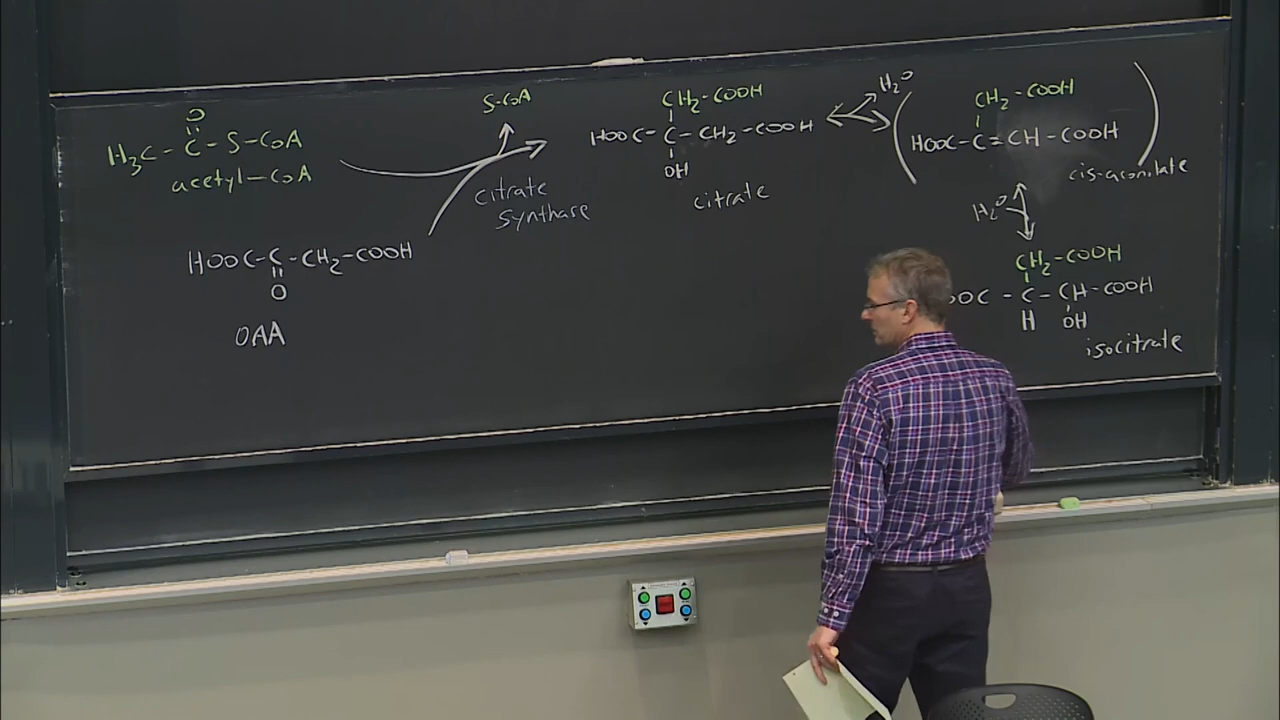 O
H₃C-C-S-CoA
acetyl-CoA
HOOC-C-CH₂-COOH
O
OAA
S-CoA
citrate
synthase
CH₂-COOH
HOOC-C-CH₂-COOH
OH
citrate
H₂O
CH₂-COOH
HOOC-C=CH-COOH
cis-aconitate
H₂O
CH₂-COOH
OOC-C-CH-COOH
H OH
isocitrate